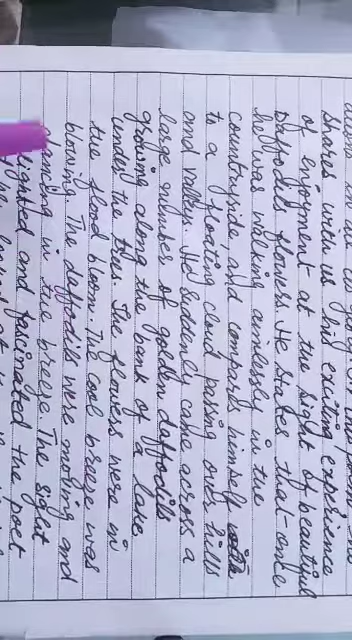 shares with us his exciting experience
of enjoyment at the sight of beautiful
Daffodils flowers. He states that once
he was walking aimlessly in the
countryside, and compares himself with
to a floating cloud passing over hills
and valley. He suddenly came across a
large number of golden daffodils
growing along the bank of a lake,
under the trees. The flowers were in
the flood bloom. The cool breeze was
blowing. The daffodils were moving and
dancing in the breeze. The sight
and fascinated the poet